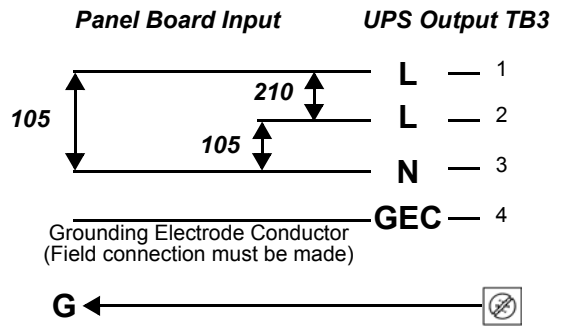 Panel Board Input UPS Output TB3
L 1
210
105
L 2
105
N 3
GEC 4
Grounding Electrode Conductor
(Field connection must be made)
G